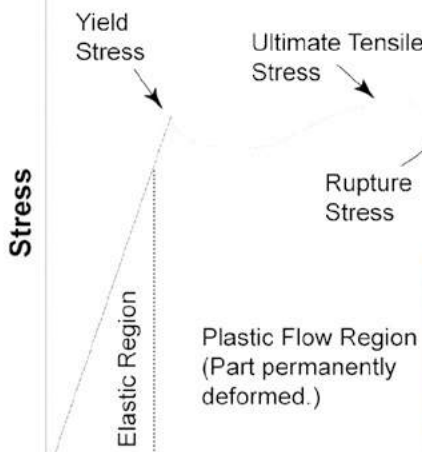 Yield
Stress
Ultimate Tensile
Stress
Stress
Rupture
Stress
Elastic Region
Plastic Flow Region
(Part permanently
deformed.)